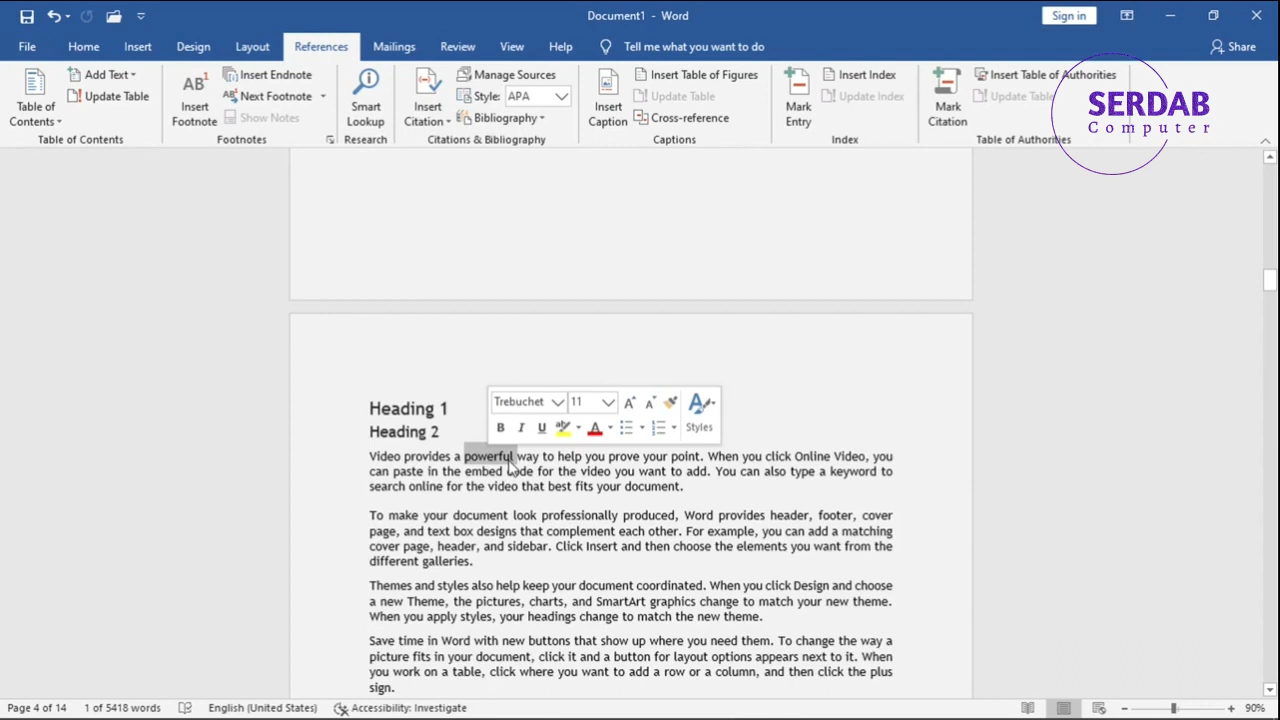 Document1 - Word
Sign in
File Home Insert Design Layout References Mailings Review View Help Tell me what you want to do Share
Table of Contents
Add Text
Update Table
Table of Contents
AB1
Insert Footnote
Insert Endnote
Next Footnote
Show Notes
Footnotes
Smart Lookup
Research
Insert Citation
Manage Sources
Style: APA
Bibliography
Citations & Bibliography
Insert Caption
Insert Table of Figures
Update Table
Cross-reference
Captions
Mark Entry
Insert Index
Update Index
Index
Mark Citation
Insert Table of Authorities
Update Table
Table of Authorities
SERDAB
Computer
Trebuchet 11
B I U Styles
Heading 1
Heading 2
Video provides a powerful way to help you prove your point. When you click Online Video, you
can paste in the embed code for the video you want to add. You can also type a keyword to
search online for the video that best fits your document.
To make your document look professionally produced, Word provides header, footer, cover
page, and text box designs that complement each other. For example, you can add a matching
cover page, header, and sidebar. Click Insert and then choose the elements you want from the
different galleries.
Themes and styles also help keep your document coordinated. When you click Design and choose
a new Theme, the pictures, charts, and SmartArt graphics change to match your new theme.
When you apply styles, your headings change to match the new theme.
Save time in Word with new buttons that show up where you need them. To change the way a
picture fits in your document, click it and a button for layout options appears next to it. When
you work on a table, click where you want to add a row or a column, and then click the plus
sign.
Page 4 of 14 1 of 5418 words English (United States) Accessibility: Investigate 90%